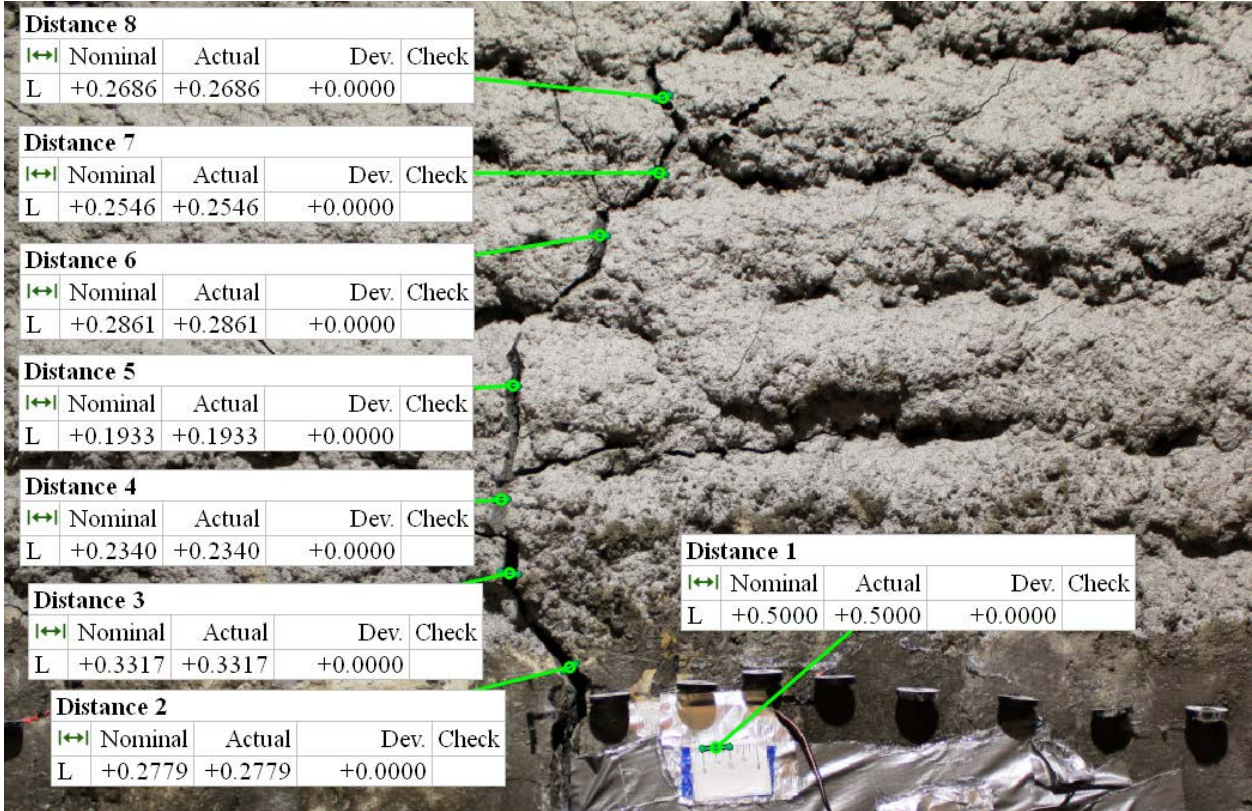 Distance 8
Nominal Actual Dev. Check
L +0.2686 +0.2686 +0.0000
Distance 7
Nominal Actual Dev. Check
L +0.2546 +0.2546 +0.0000
Distance 6
Nominal Actual Dev. Check
L +0.2861 +0.2861 +0.0000
Distance 5
Nominal Actual Dev. Check
L +0.1933 +0.1933 +0.0000
Distance 4
Nominal Actual Dev. Check
L +0.2340 +0.2340 +0.0000
Distance 3
Nominal Actual Dev. Check
L +0.3317 +0.3317 +0.0000
Distance 2
Nominal Actual Dev. Check
L +0.2779 +0.2779 +0.0000
Distance 1
Nominal Actual Dev. Check
L +0.5000 +0.5000 +0.0000